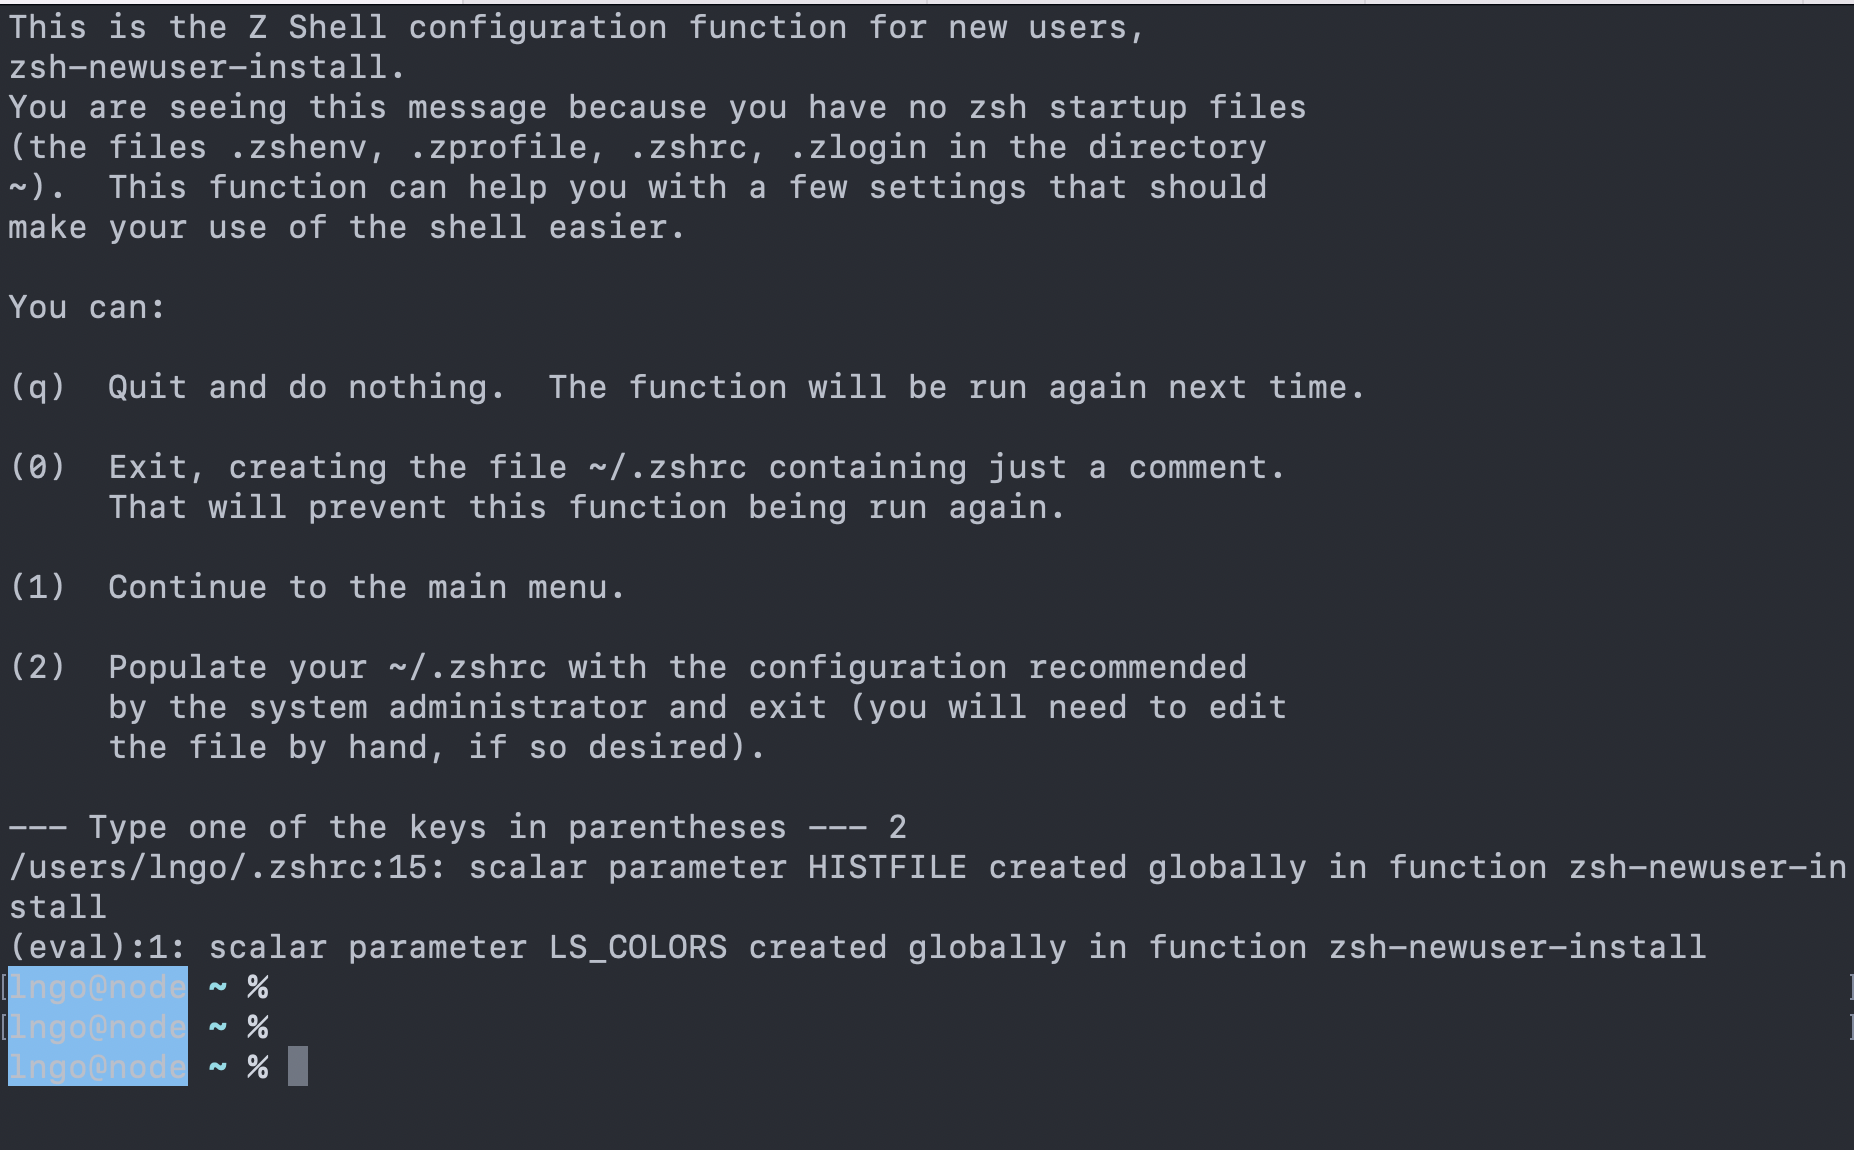 This is the Z Shell configuration function for new users,
zsh-newuser-install.
You are seeing this message because you have no zsh startup files
(the files .zshenv, .zprofile, .zshrc, .zlogin in the directory
~).  This function can help you with a few settings that should
make your use of the shell easier.

You can:

(q)  Quit and do nothing.  The function will be run again next time.

(0)  Exit, creating the file ~/.zshrc containing just a comment.
     That will prevent this function being run again.

(1)  Continue to the main menu.

(2)  Populate your ~/.zshrc with the configuration recommended
     by the system administrator and exit (you will need to edit
     the file by hand, if so desired).

--- Type one of the keys in parentheses --- 2
/users/lngo/.zshrc:15: scalar parameter HISTFILE created globally in function zsh-newuser-in
stall
(eval):1: scalar parameter LS_COLORS created globally in function zsh-newuser-install
[lngo@node ~ % ]
[lngo@node ~ % ]
lngo@node ~ %